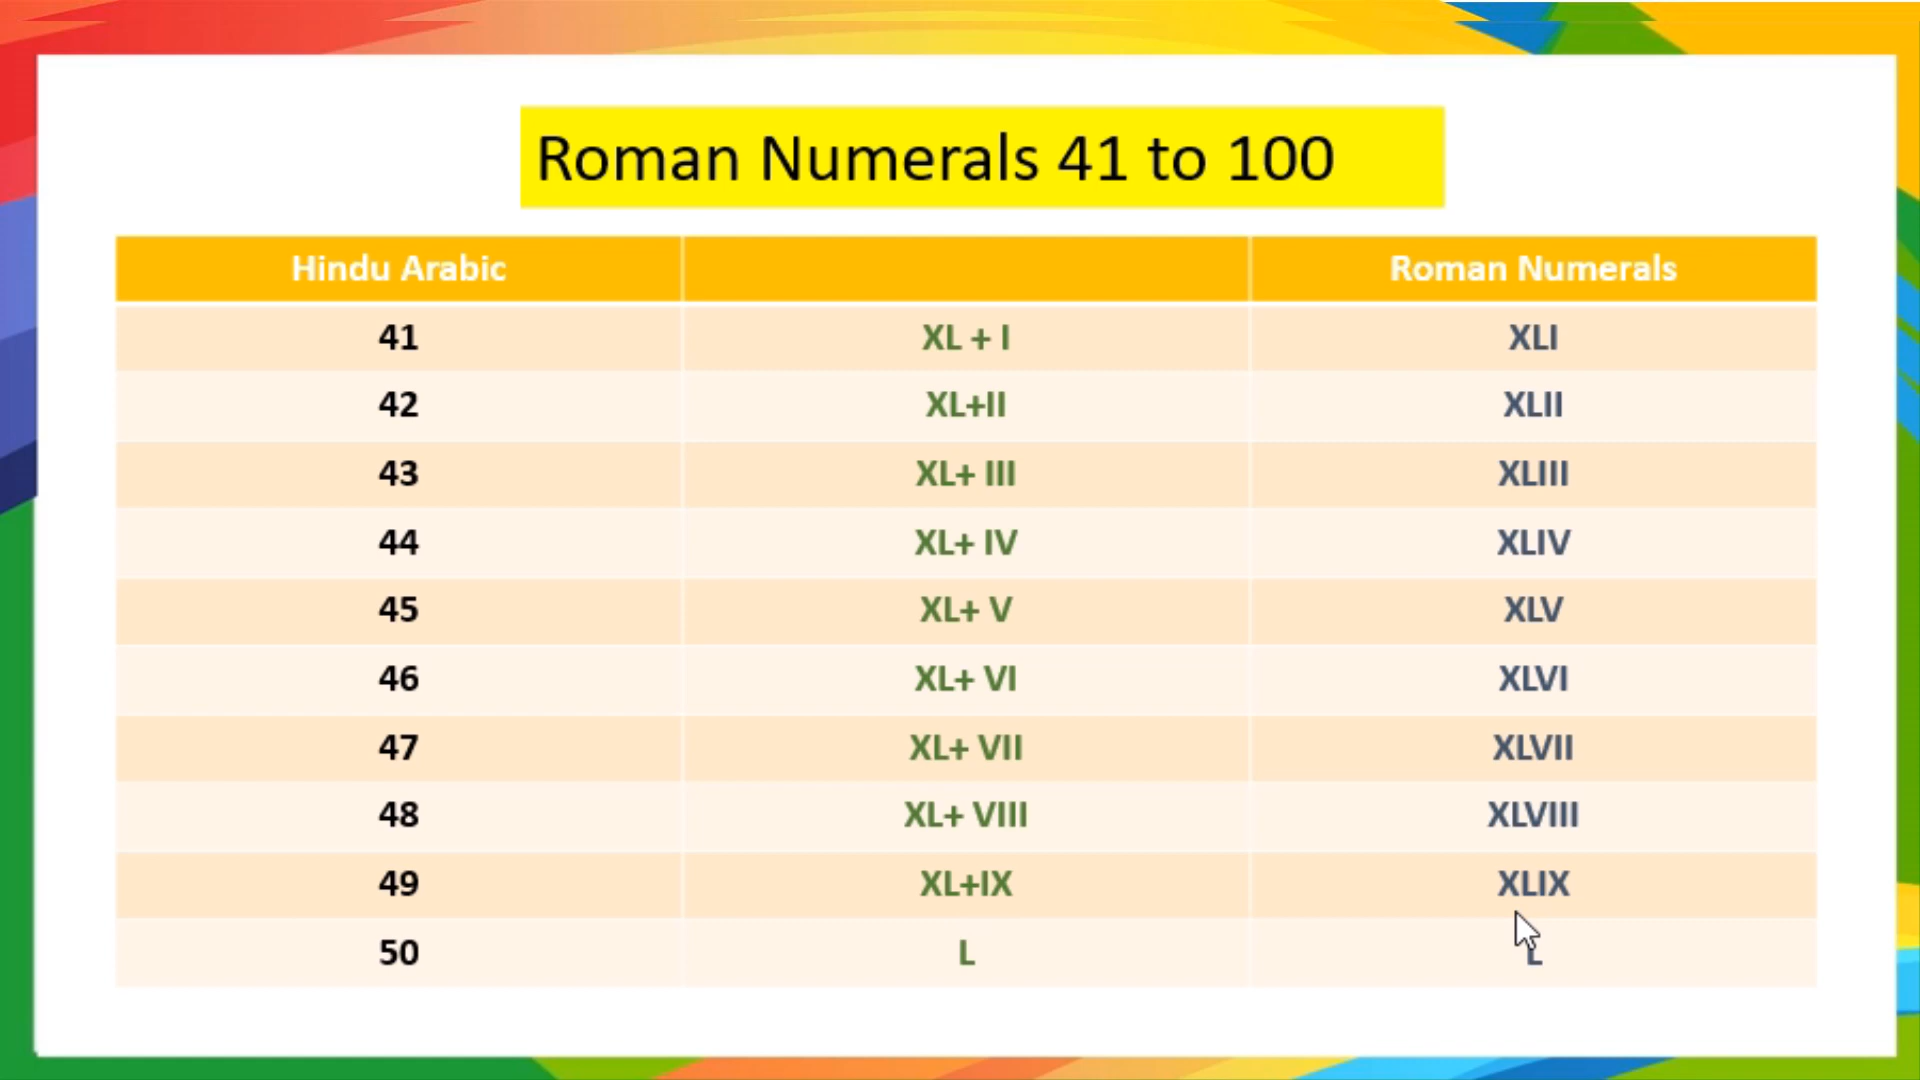 Roman Numerals 41 to 100
Hindu Arabic Roman Numerals
41 XL + I XLI
42 XL+II XLII
43 XL+ III XLIII
44 XL+ IV XLIV
45 XL+ V XLV
46 XL+ VI XLVI
47 XL+ VII XLVII
48 XL+ VIII XLVIII
49 XL+IX XLIX
50 L L